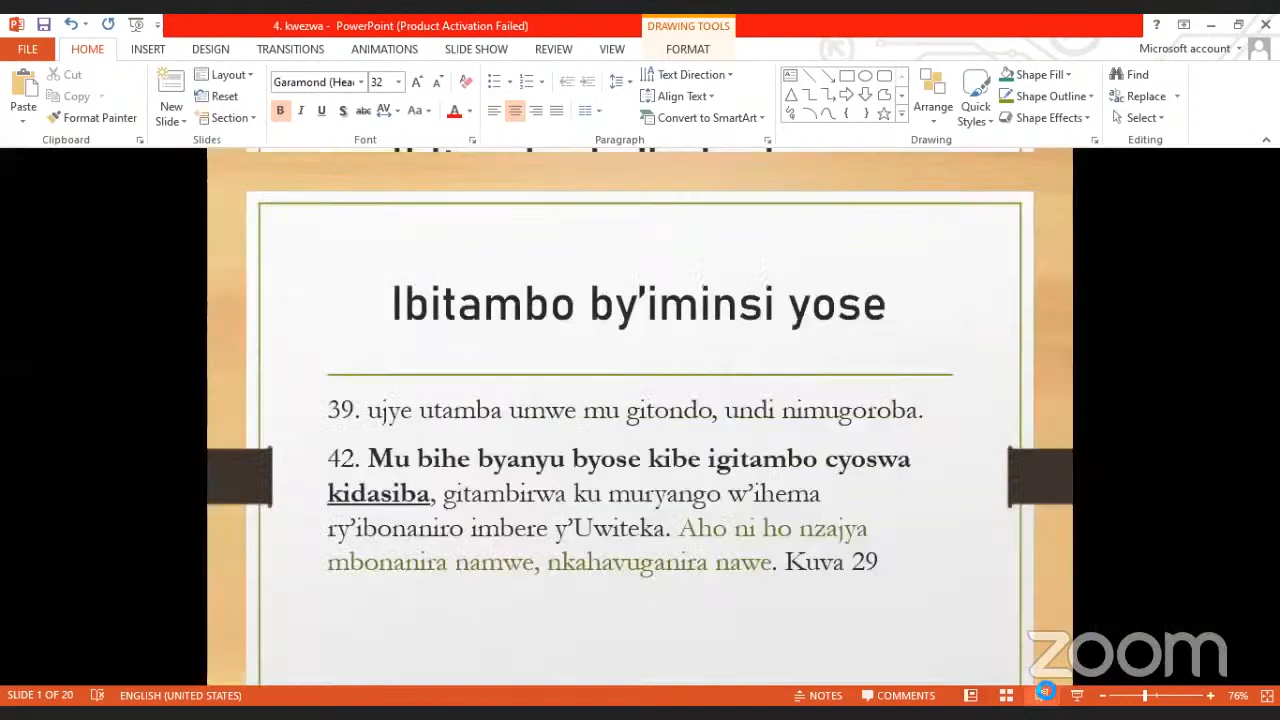 4. kwezwa - PowerPoint (Product Activation Failed)
DRAWING TOOLS
?
FILE HOME INSERT DESIGN TRANSITIONS ANIMATIONS SLIDE SHOW REVIEW VIEW FORMAT
Microsoft account
Paste
Cut
Copy
Format Painter
Clipboard
New Slide
Layout
Reset
Section
Slides
Garamond (Hea 32
B I U S abc AV Aa A
Font
Text Direction
Align Text
Convert to SmartArt
Paragraph
Arrange
Quick Styles
Shape Fill
Shape Outline
Shape Effects
Drawing
Find
Replace
Select
Editing
Ibitambo by’iminsi yose
39. ujye utamba umwe mu gitondo, undi nimugoroba.
42. Mu bihe byanyu byose kibe igitambo cyoswa
kidasiba, gitambirwa ku muryango w’ihema
ry’ibonaniro imbere y’Uwiteka. Aho ni ho nzajya
mbonanira namwe, nkahavuganira nawe. Kuva 29
zoom
SLIDE 1 OF 20 ENGLISH (UNITED STATES) NOTES COMMENTS 76%